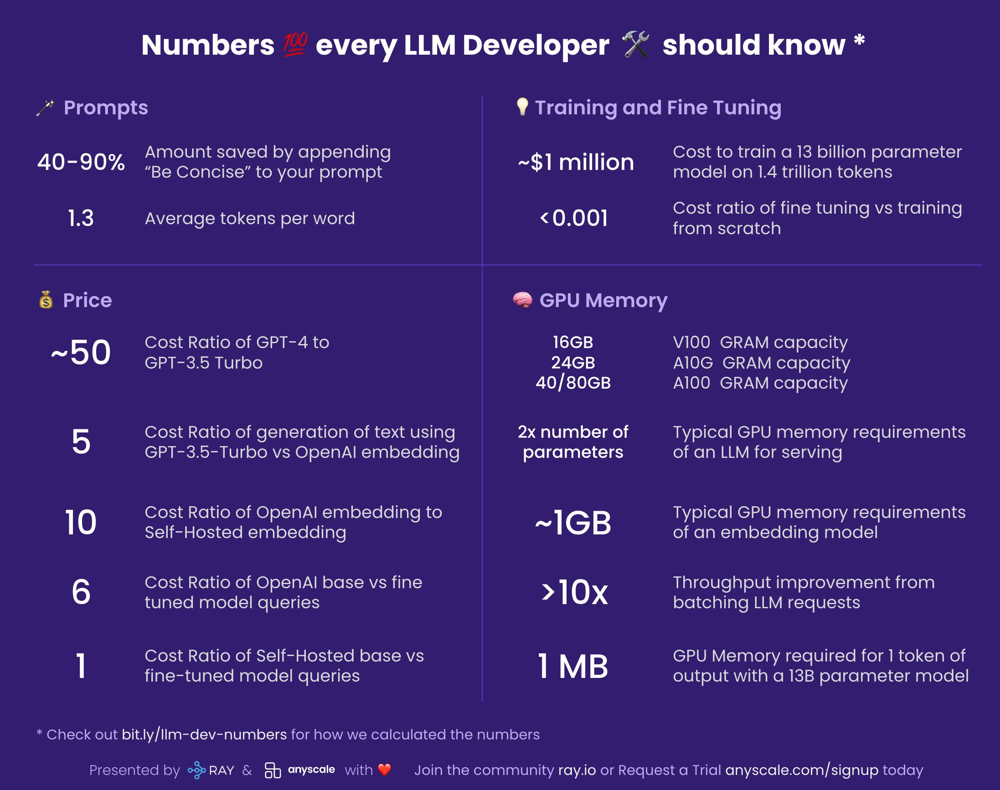 Numbers 💯 every LLM Developer 🛠️ should know *
🪄 Prompts
40-90% Amount saved by appending
“Be Concise” to your prompt
1.3 Average tokens per word
💡 Training and Fine Tuning
~$1 million Cost to train a 13 billion parameter
model on 1.4 trillion tokens
<0.001 Cost ratio of fine tuning vs training
from scratch
💰 Price
~50 Cost Ratio of GPT-4 to
GPT-3.5 Turbo
5 Cost Ratio of generation of text using
GPT-3.5-Turbo vs OpenAI embedding
10 Cost Ratio of OpenAI embedding to
Self-Hosted embedding
6 Cost Ratio of OpenAI base vs fine
tuned model queries
1 Cost Ratio of Self-Hosted base vs
fine-tuned model queries
🧠 GPU Memory
16GB V100 GRAM capacity
24GB A10G GRAM capacity
40/80GB A100 GRAM capacity
2x number of
parameters
Typical GPU memory requirements
of an LLM for serving
~1GB Typical GPU memory requirements
of an embedding model
>10x Throughput improvement from
batching LLM requests
1 MB GPU Memory required for 1 token of
output with a 13B parameter model
* Check out bit.ly/llm-dev-numbers for how we calculated the numbers
Presented by RAY & anyscale with ❤️ Join the community ray.io or Request a Trial anyscale.com/signup today